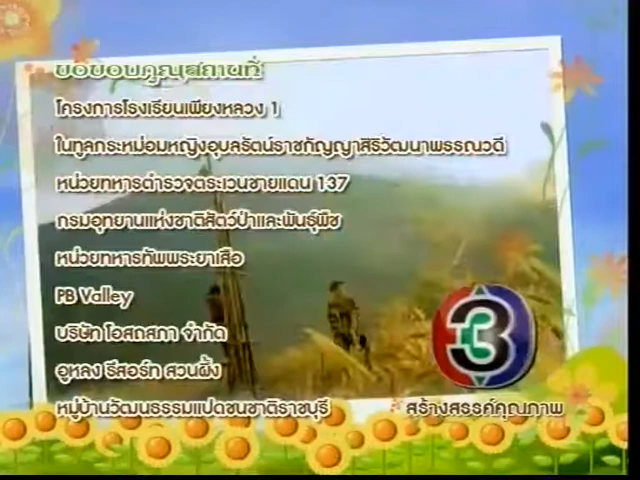 ขอขอบคุณสถานที่
โครงการโรงเรียนเพียงหลวง 1
ในทูลกระหม่อมหญิงอุบลรัตน์ราชกัญญาสิริวัฒนาพรรณวดี
หน่วยทหารตำรวจตระเวนชายแดน 137
กรมอุทยานแห่งชาติสัตว์ป่าและพันธุ์พืช
หน่วยทหารทัพพระยาเสือ
PB Valley
บริษัท โอสถสภา จำกัด
อูหลง รีสอร์ท สวนผึ้ง
หมู่บ้านวัฒนธรรมแปดชนชาติราชบุรี
3
สร้างสรรค์คุณภาพ